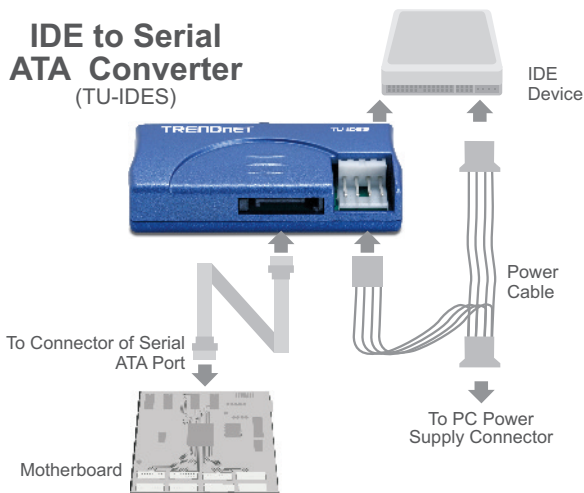 IDE to Serial
ATA Converter
(TU-IDES)
IDE
Device
TRENDnet
TU-IDES
Power
Cable
To Connector of Serial
ATA Port
To PC Power
Supply Connector
Motherboard